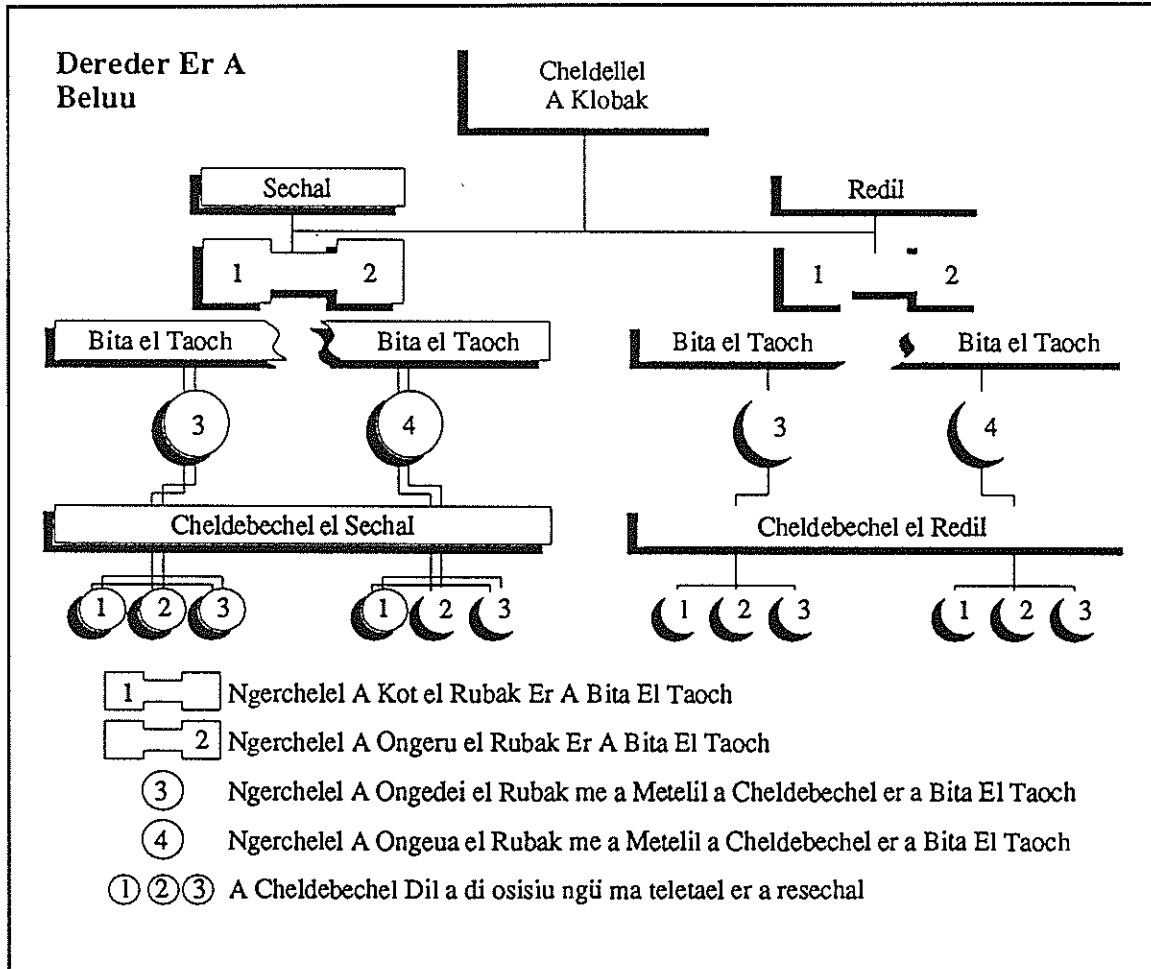 Dereder Er A
Beluu
Cheldellel
A Klobak
Sechal
Redil
1 2
1 2
Bita el Taoch
Bita el Taoch
Bita el Taoch
Bita el Taoch
3
4
3
4
Cheldebechel el Sechal
Cheldebechel el Redil
1 2 3
1 2 3
1 2 3
1 2 3
1 Ngerchelel A Kot el Rubak Er A Bita El Taoch
2 Ngerchelel A Ongeru el Rubak Er A Bita El Taoch
3 Ngerchelel A Ongedei el Rubak me a Metelil a Cheldebechel er a Bita El Taoch
4 Ngerchelel A Ongeua el Rubak me a Metelil a Cheldebechel er a Bita El Taoch
1 2 3 A Cheldebechel Dil a di osisiu ngü ma teletael er a resechal